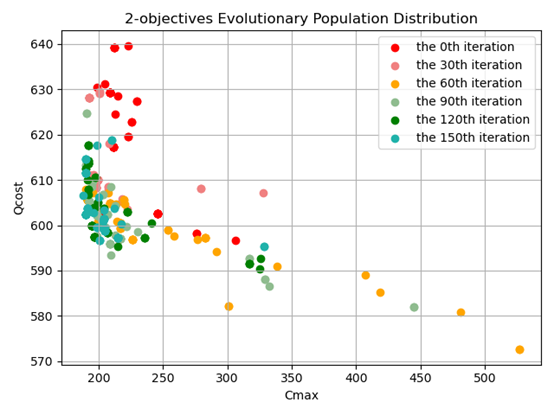 2-objectives Evolutionary Population Distribution
640
630
620
610
600
590
580
570
Qcost
the 0th iteration
the 30th iteration
the 60th iteration
the 90th iteration
the 120th iteration
the 150th iteration
200 250 300 350 400 450 500
Cmax